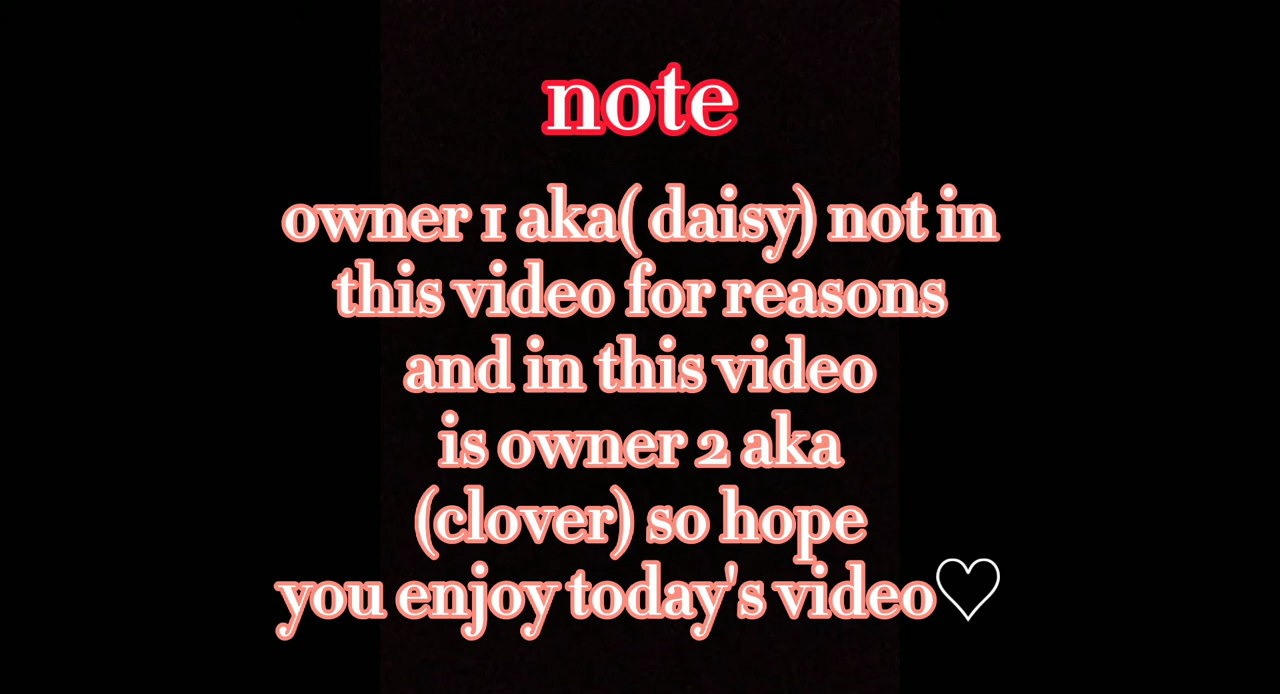 note
owner 1 aka( daisy) not in
this video for reasons
and in this video
is owner 2 aka
(clover) so hope
you enjoy today's video♡